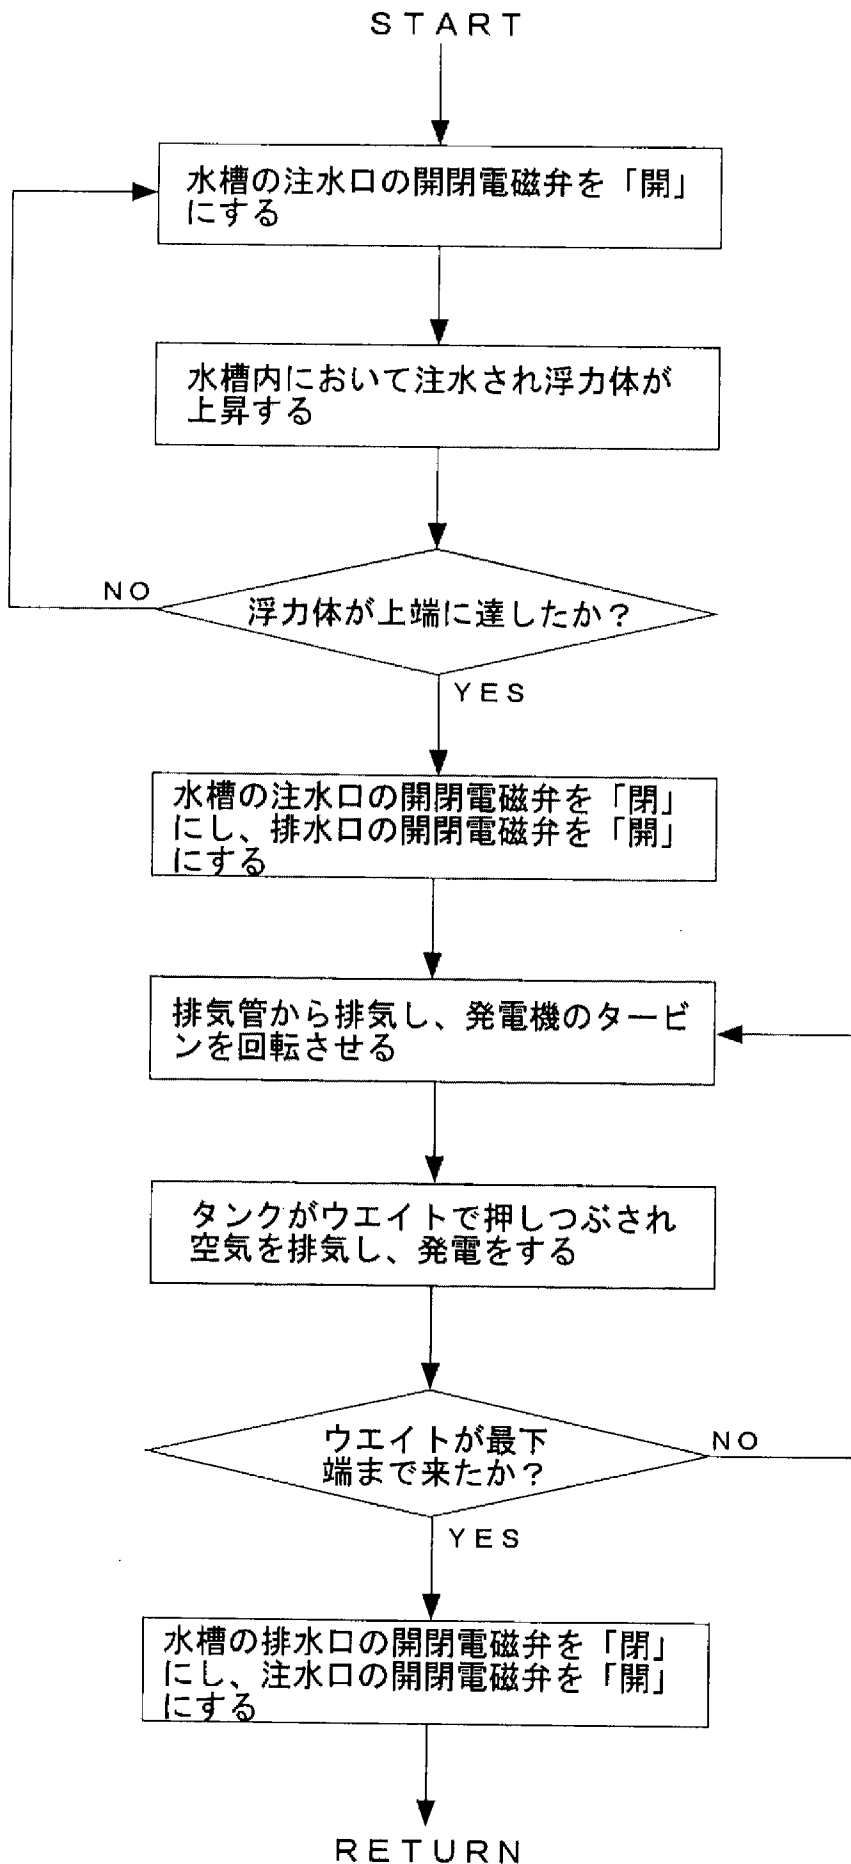 START
水槽の注水口の開閉電磁弁を「開」
にする
水槽内において注水され浮力体が
上昇する
NO
浮力体が上端に達したか？
YES
水槽の注水口の開閉電磁弁を「閉」
にし、排水口の開閉電磁弁を「開」
にする
排気管から排気し、発電機のタービ
ンを回転させる
タンクがウエイトで押しつぶされ
空気を排気し、発電をする
ウエイトが最下
端まで来たか？
NO
YES
水槽の排水口の開閉電磁弁を「閉」
にし、注水口の開閉電磁弁を「開」
にする
RETURN